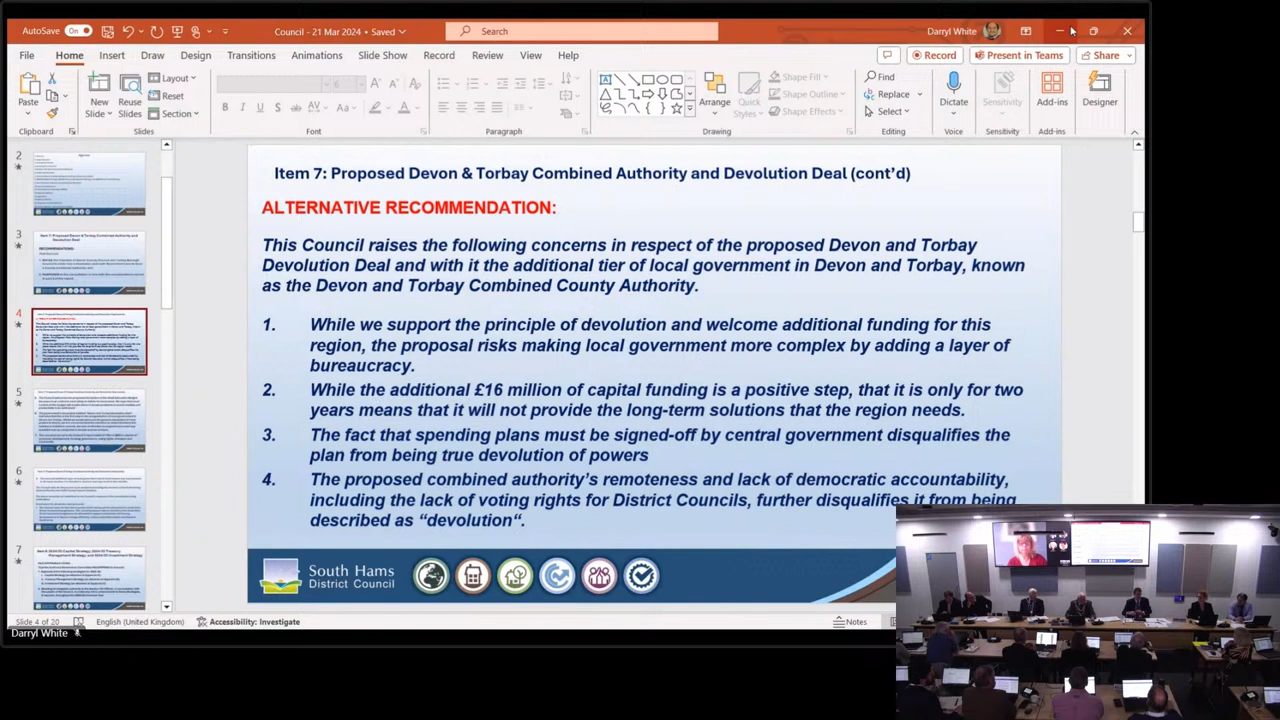 AutoSave On
Council - 21 Mar 2024 - Saved
Search
Darryl White
File Home Insert Draw Design Transitions Animations Slide Show Record Review View Help
Record Present in Teams Share
Paste
New Slide
Reuse Slides
Layout
Reset
Section
Arrange
Quick Styles
Shape Fill
Shape Outline
Shape Effects
Find
Replace
Select
Dictate
Sensitivity
Add-ins
Designer
Clipboard Slides Font Paragraph Drawing Editing Voice Sensitivity Add-ins
2
3
4
5
6
7
Item 7: Proposed Devon & Torbay Combined Authority and Devolution Deal (cont’d)
ALTERNATIVE RECOMMENDATION:
This Council raises the following concerns in respect of the proposed Devon and Torbay
Devolution Deal and with the additional tier of local government in Devon and Torbay, known
as the Devon and Torbay Combined County Authority.
1. Whilst we support the principle of devolution and welcome additional funding for this
region, the proposal risks making local government more complex by adding a layer of
bureaucracy.
2. While the additional £16 million of capital funding is a positive step, that it is only for two
years means that it will not provide the long-term solutions that the region needs.
3. The fact that spending plans must be signed-off by central government disqualifies the
plan from being true devolution of powers
4. The proposed combined authority’s remoteness and lack of democratic accountability,
including the lack of voting rights for District Councils, further disqualifies it from being
described as “devolution“.
South Hams
District Council
Slide 4 of 20 English (United Kingdom) Accessibility: Investigate Notes
Darryl White